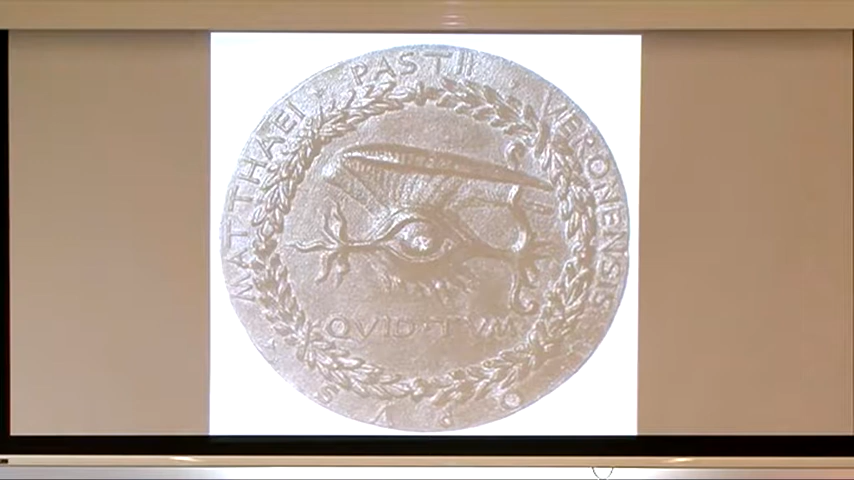 MATTHAEI · PASTII · VERONENSIS
QVID · TVM